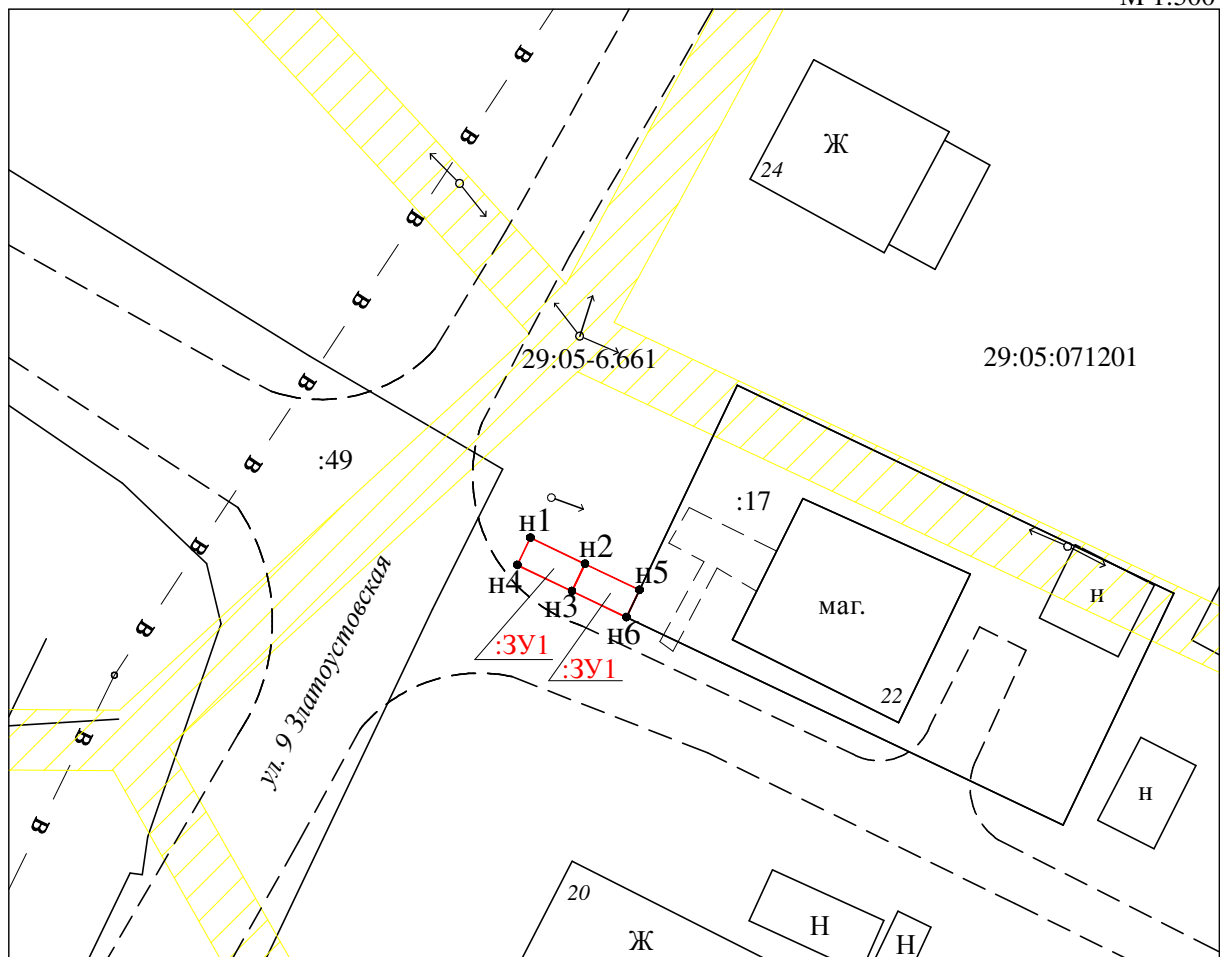 М 1:500
В
В
Ж
24
В
В
29:05-6.661
29:05:071201
В
:49
В
:17
н1
В
н2
н4
н5
н3
н
маг.
н6
В
:ЗУ1
:ЗУ1
22
ул. 9 Златоустовская
В
н
В
20
Ж
Н
Н